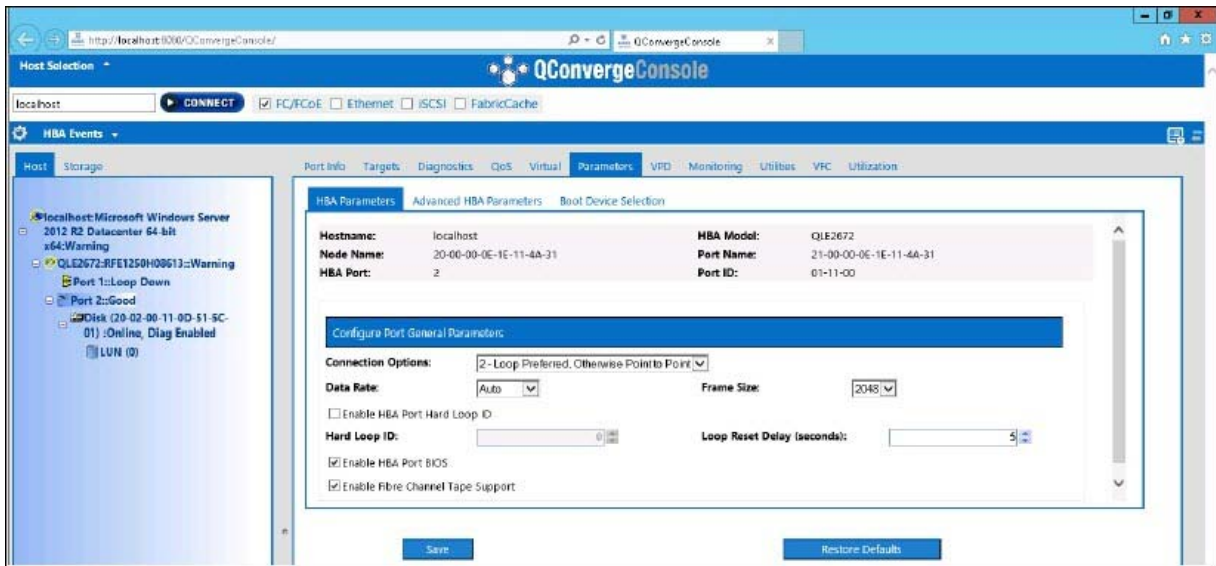 http://localhost:8080/QConvergeConsole/
QConvergeConsole
Host Selection
QConvergeConsole
localhost
CONNECT
FC/FCoE Ethernet iSCSI FabricCache
HBA Events
Host Storage
Port Info Targets Diagnostics QoS Virtual Parameters VPD Monitoring Utilities VFC Utilization
localhost:Microsoft Windows Server
2012 R2 Datacenter 64-bit
x64:Warning
QLE2672:RFE1250H08613::Warning
Port 1::Loop Down
Port 2::Good
Disk (20-02-00-11-0D-51-5C-
01) :Online, Diag Enabled
LUN (0)
HBA Parameters Advanced HBA Parameters Boot Device Selection
Hostname: localhost HBA Model: QLE2672
Node Name: 20-00-00-0E-1E-11-4A-31 Port Name: 21-00-00-0E-1E-11-4A-31
HBA Port: 2 Port ID: 01-11-00
Configure Port General Parameters
Connection Options: 2 - Loop Preferred, Otherwise Point to Point
Data Rate: Auto Frame Size: 2048
Enable HBA Port Hard Loop ID
Hard Loop ID: 0 Loop Reset Delay (seconds): 5
Enable HBA Port BIOS
Enable Fibre Channel Tape Support
Save Restore Defaults